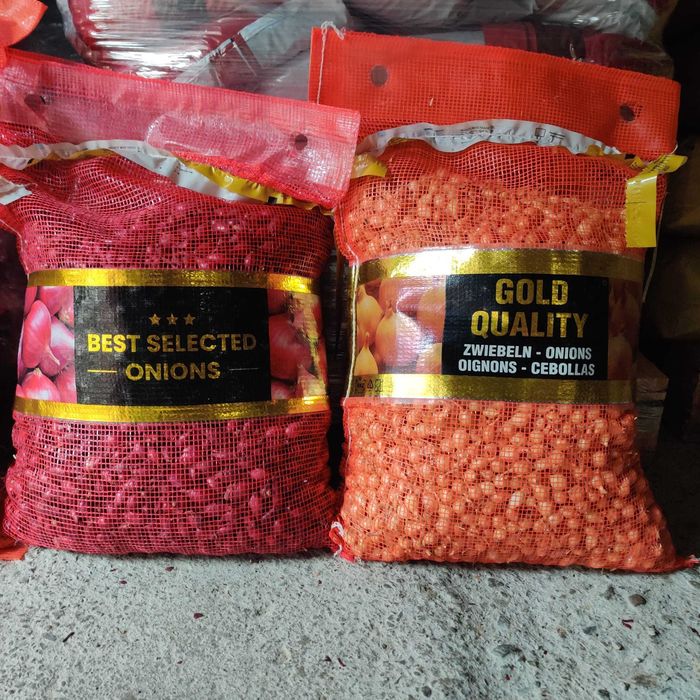 BEST SELECTED
ONIONS
GOLD
QUALITY
ZWIEBELN - ONIONS
OIGNONS - CEBOLLAS